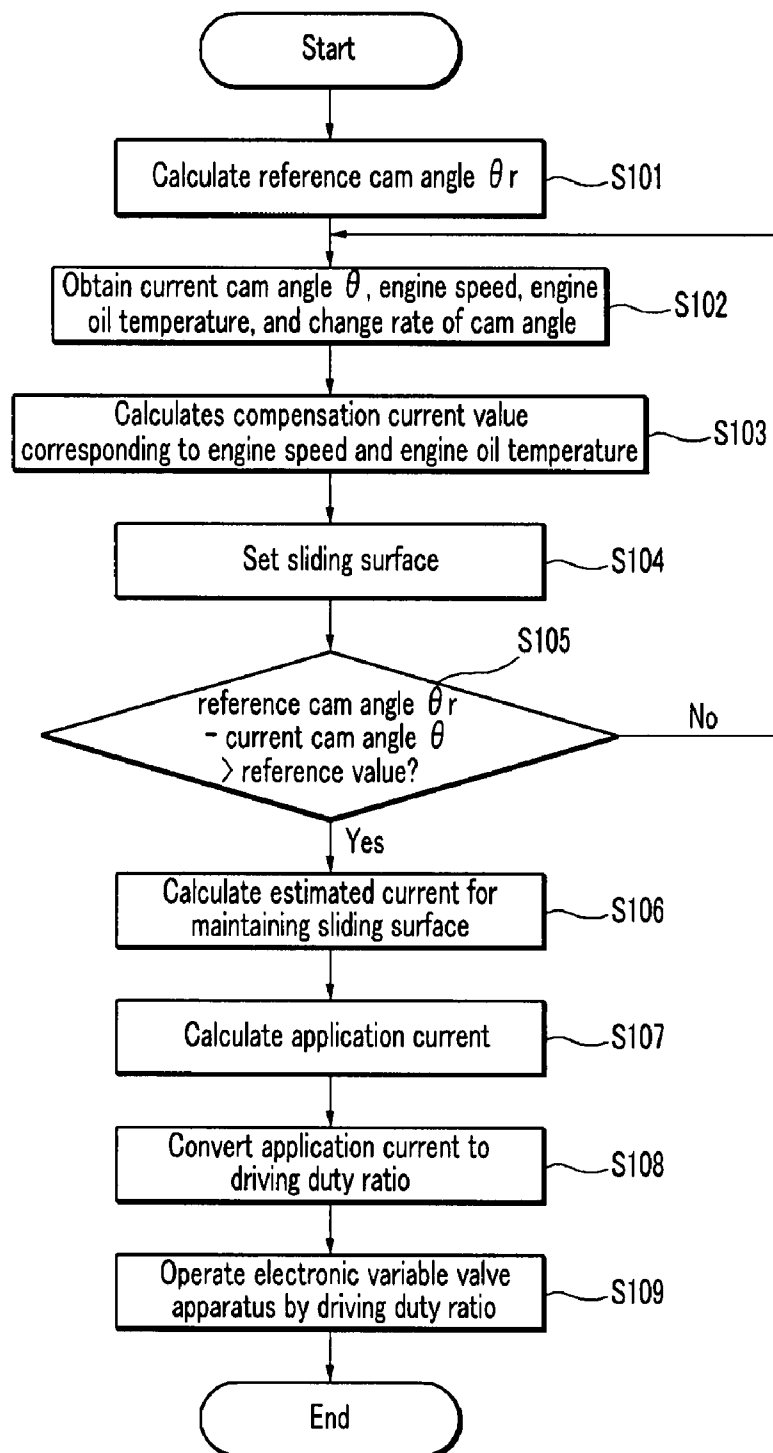 Start
Calculate reference cam angle θ r
S101
Obtain current cam angle θ , engine speed, engine
oil temperature, and change rate of cam angle
S102
Calculates compensation current value
corresponding to engine speed and engine oil temperature
S103
Set sliding surface
S104
S105
reference cam angle θ r
- current cam angle θ
> reference value?
No
Yes
Calculate estimated current for
maintaining sliding surface
S106
Calculate application current
S107
Convert application current to
driving duty ratio
S108
Operate electronic variable valve
apparatus by driving duty ratio
S109
End